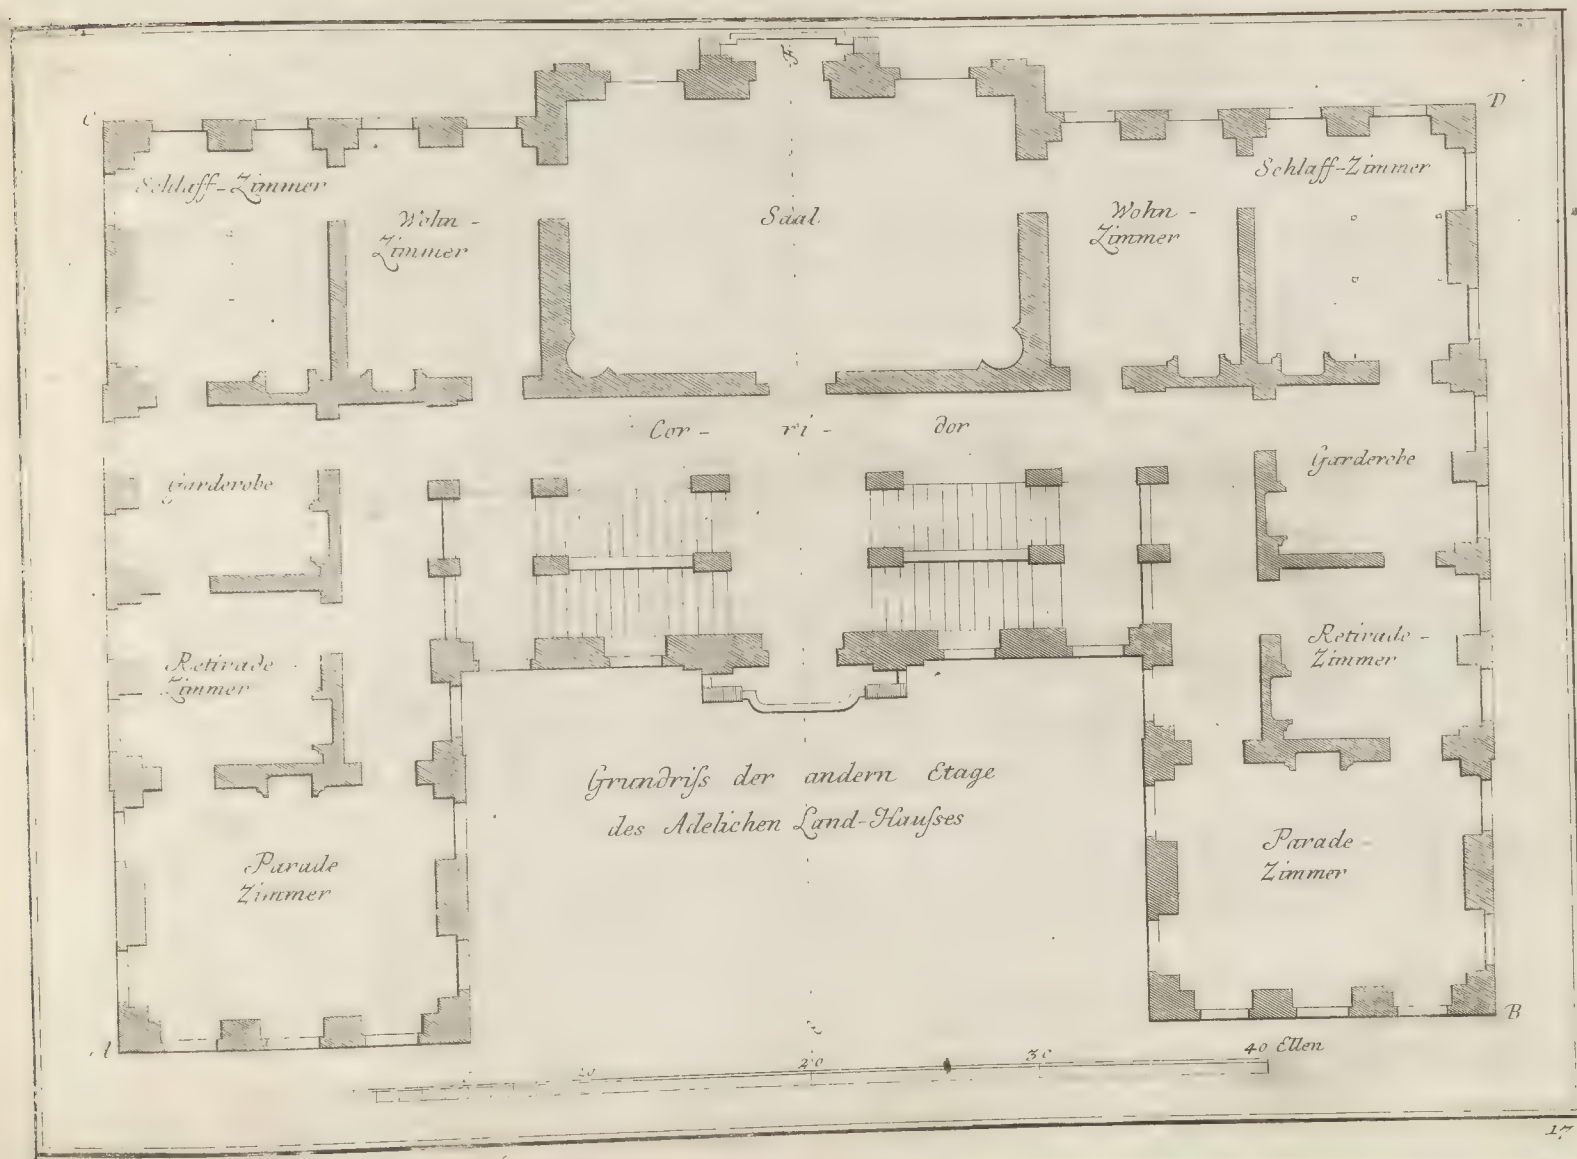 F
C
D
Schlaff-Zimmer
Wohn-
Zimmer
Saal.
Wohn-
Zimmer
Schlaff-Zimmer
Cor- ri- dor
Garderobe
Garderobe
Retirade
Zimmer
Retirade-
Zimmer
Grundriſs der andern Etage
des Adelichen Land-Hauſses
Parade
Zimmer
Parade-
Zimmer
A
B
10 20 30 40 Ellen
17